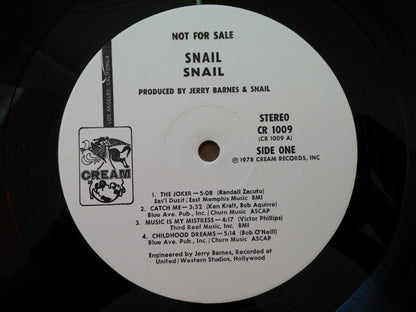 NOT FOR SALE
SNAIL
SNAIL
PRODUCED BY JERRY BARNES & SNAIL
LOS ANGELES, CALIFORNIA
STEREO
CR 1009
(CR 1009 A)
SIDE ONE
℗ 1978 CREAM RECORDS, INC
CREAM
1. THE JOKER—5:08 (Randall Zacuto)
Eas'l Duzit / East Memphis Music BMI
2. CATCH ME—3:32 (Ken Kraft, Bob Aquirre)
Blue Ave. Pub., Inc. / Churn Music ASCAP
3. MUSIC IS MY MISTRESS—4:17 (Victor Phillips)
Third Reef Music, Inc. BMI
4. CHILDHOOD DREAMS—5:14 (Bob O'Neill)
Blue Ave. Pub., Inc. / Churn Music
ASCAP
Engineered by Jerry Barnes, Recorded at
United/Western Studios, Hollywood